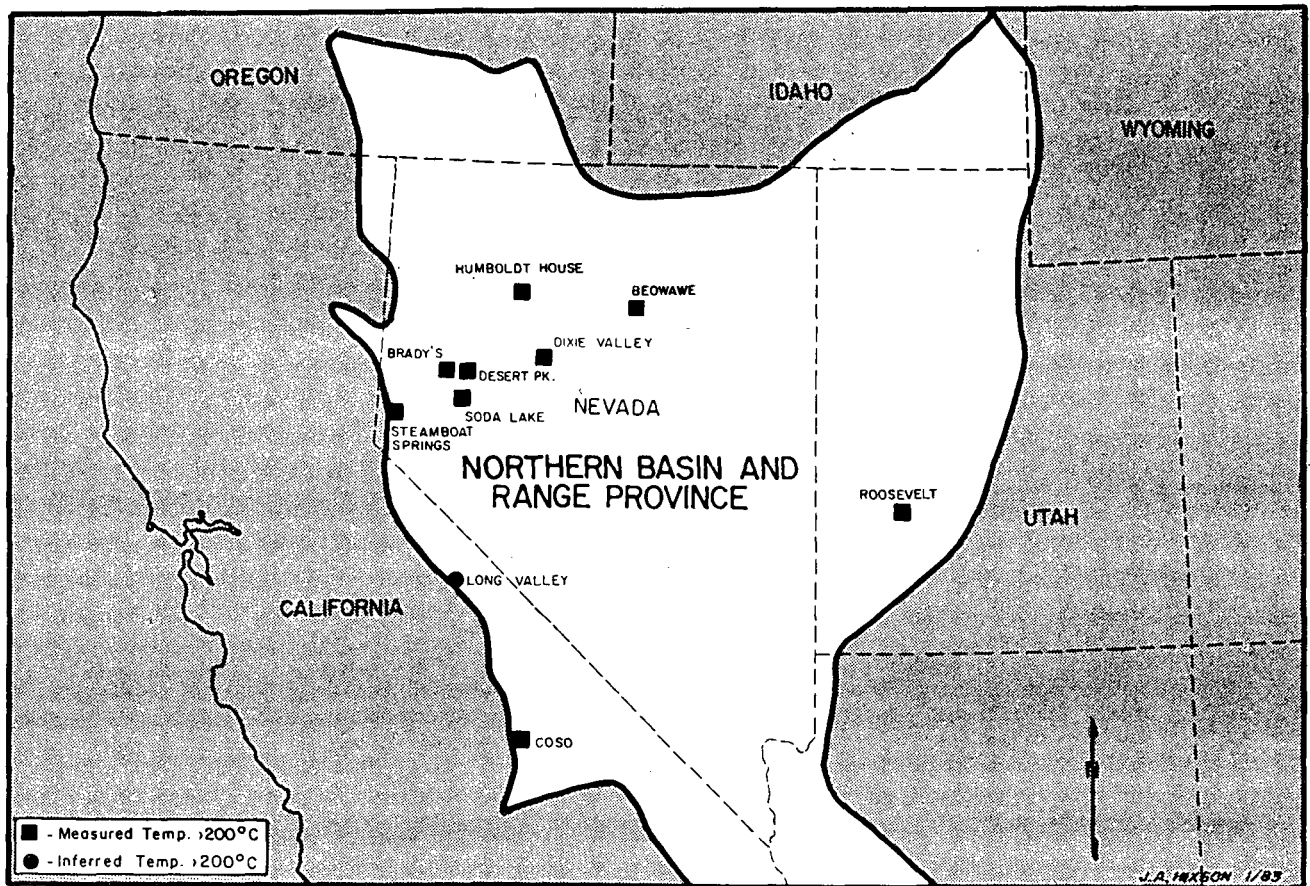 OREGON
IDAHO
WYOMING
HUMBOLDT HOUSE
BEOWAWE
DIXIE VALLEY
BRADY'S
DESERT PK.
SODA LAKE
NEVADA
STEAMBOAT
SPRINGS
NORTHERN BASIN AND
RANGE PROVINCE
ROOSEVELT
UTAH
LONG VALLEY
CALIFORNIA
COSO
N
- Measured Temp. >200°C
- Inferred Temp. >200°C
J.A. HIXSON 1/83